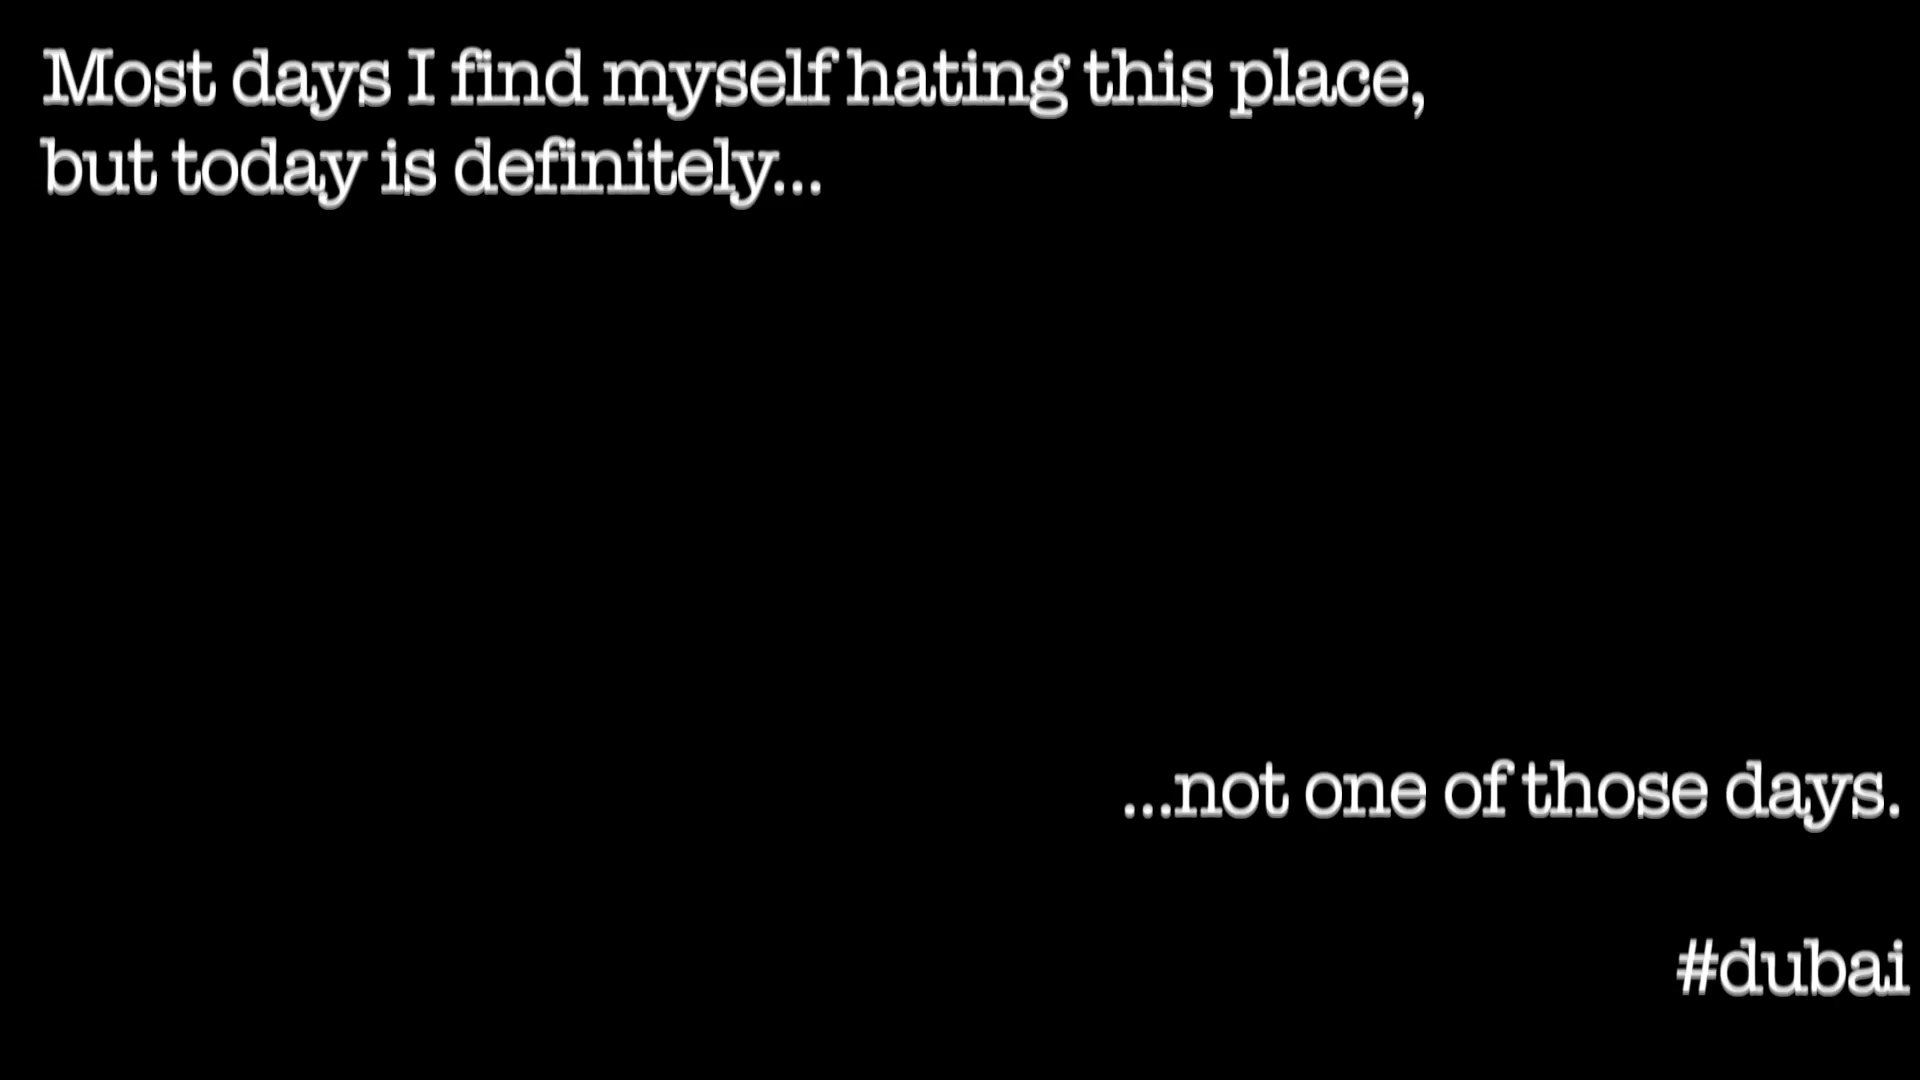 Most days I find myself hating this place,
but today is definitely...
...not one of those days.
#dubai